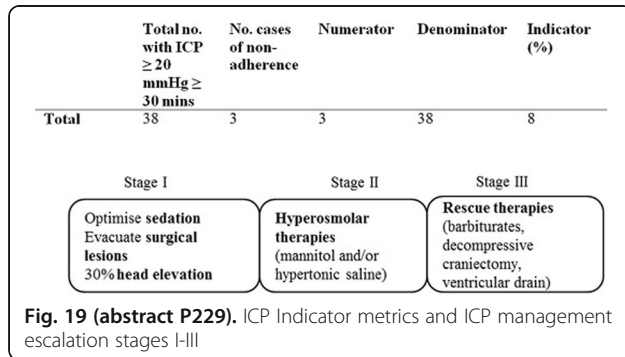 Total no. with ICP ≥ 20 mmHg ≥ 30 mins
No. cases of non-adherence
Numerator
Denominator
Indicator (%)
Total 38 3 3 38 8
Stage I
Optimise sedation
Evacuate surgical
lesions
30% head elevation
Stage II
Hyperosmolar
therapies
(mannitol and/or
hypertonic saline)
Stage III
Rescue therapies
(barbiturates,
decompressive
craniectomy,
ventricular drain)
Fig. 19 (abstract P229). ICP Indicator metrics and ICP management
escalation stages I-III